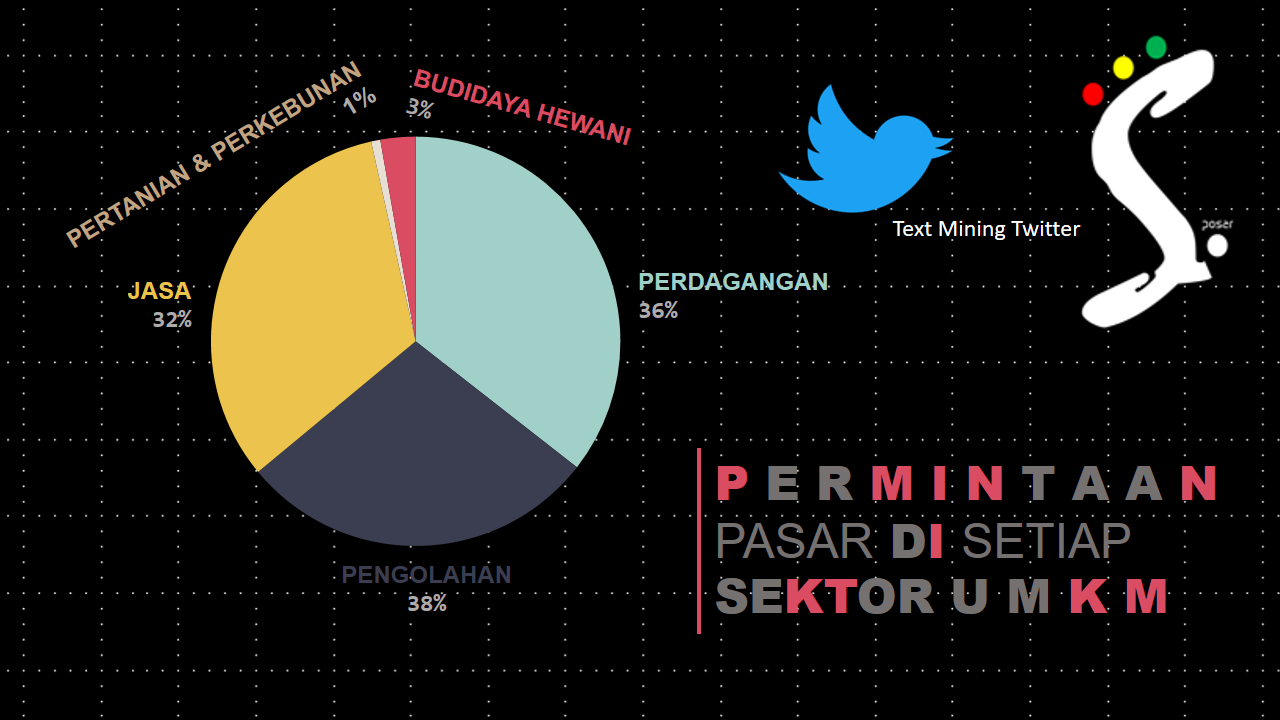 PERTANIAN & PERKEBUNAN
1%
BUDIDAYA HEWANI
3%
JASA
32%
PERDAGANGAN
36%
PENGOLAHAN
38%
Text Mining Twitter
posar
PERMINTAAN
PASAR DI SETIAP
SEKTOR UMKM